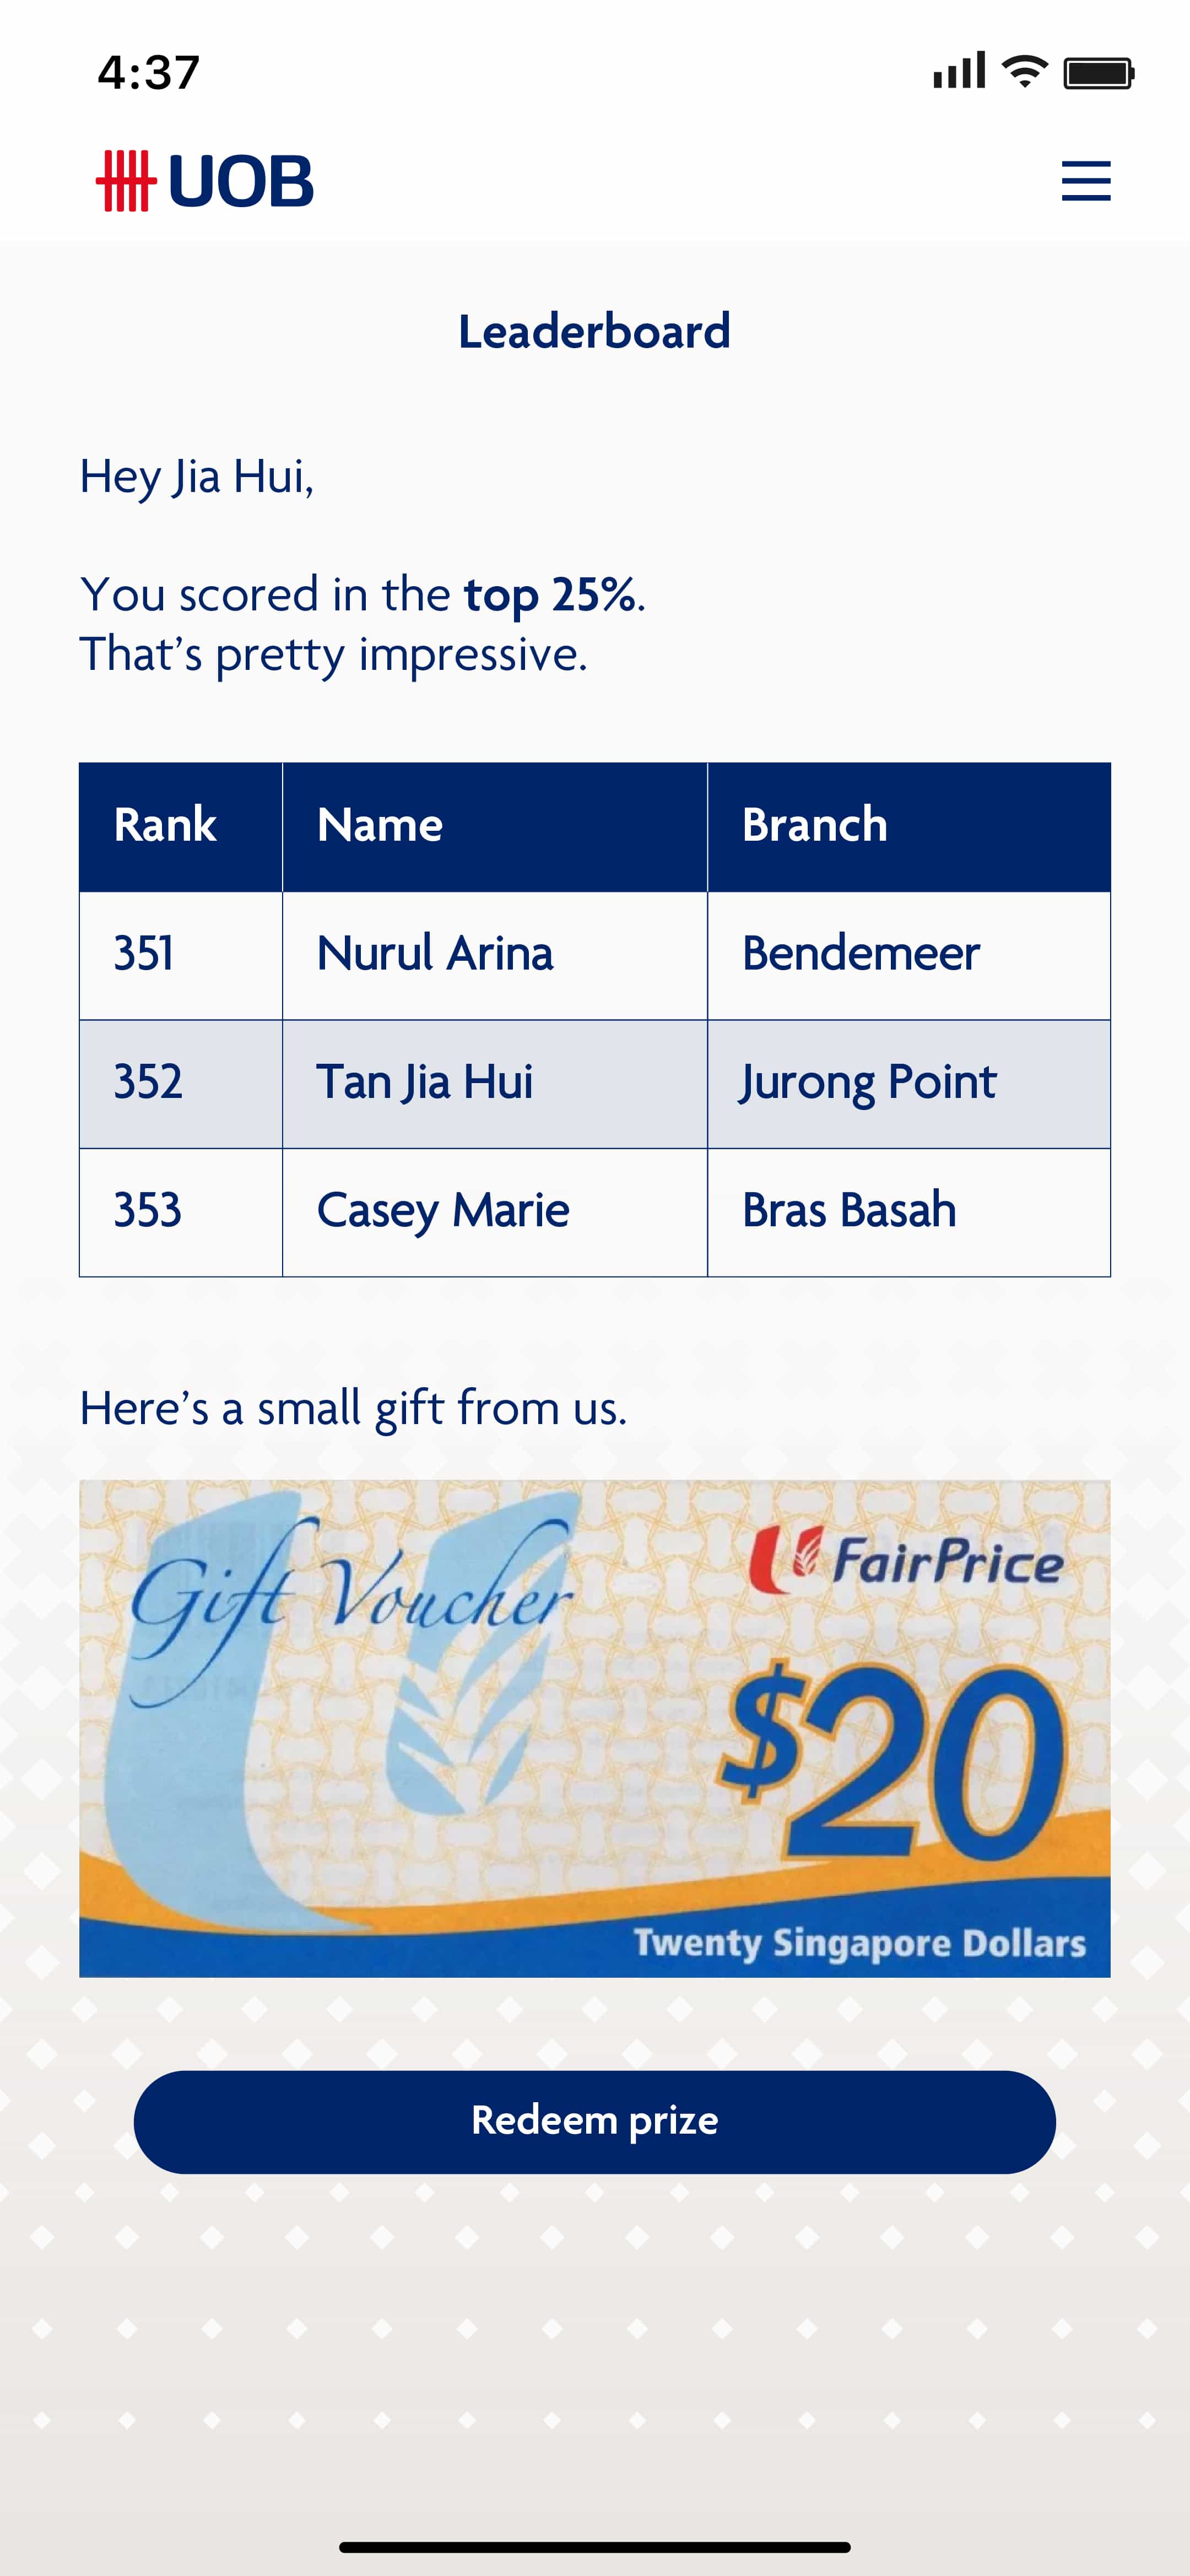 4:37
UOB
Leaderboard
Hey Jia Hui,
You scored in the top 25%.
That’s pretty impressive.
Rank Name Branch
351 Nurul Arina Bendemeer
352 Tan Jia Hui Jurong Point
353 Casey Marie Bras Basah
Here’s a small gift from us.
Gift Voucher
FairPrice
$20
Twenty Singapore Dollars
Redeem prize